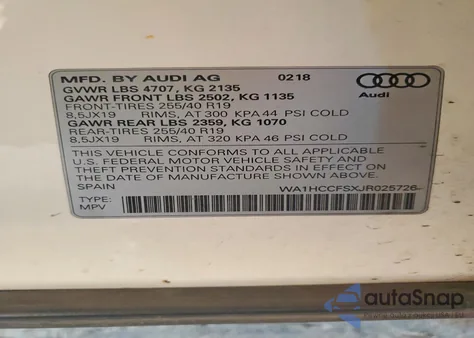 MFD. BY AUDI AG 0218
GVWR LBS 4707, KG 2135
GAWR FRONT LBS 2502, KG 1135
FRONT-TIRES 255/40 R19
8,5JX19 RIMS, AT 300 KPA 44 PSI COLD
GAWR REAR LBS 2359, KG 1070
REAR-TIRES 255/40 R19
8,5JX19 RIMS, AT 320 KPA 46 PSI COLD
Audi
THIS VEHICLE CONFORMS TO ALL APPLICABLE
U.S. FEDERAL MOTOR VEHICLE SAFETY AND
THEFT PREVENTION STANDARDS IN EFFECT ON
THE DATE OF MANUFACTURE SHOWN ABOVE.
SPAIN WA1HCCFSXJR025726
TYPE:
MPV
autoSnap